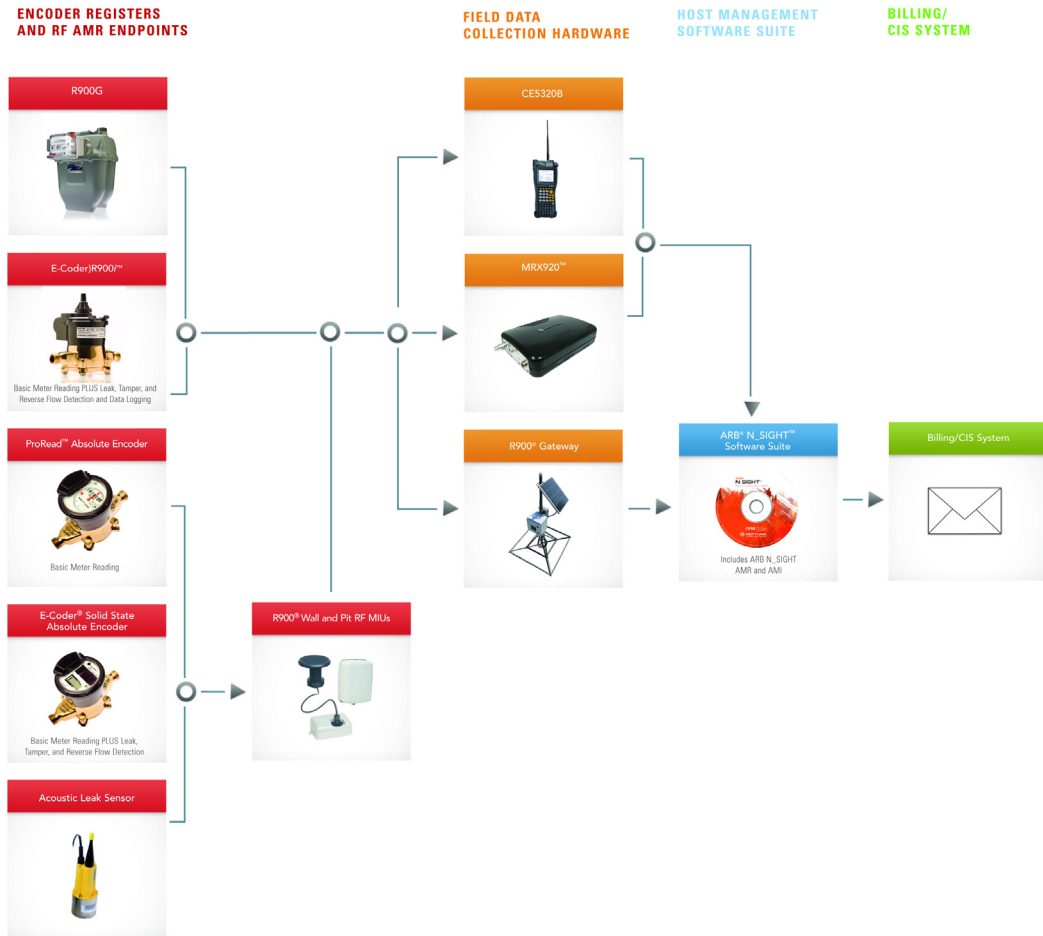 ENCODER REGISTERS
AND RF AMR ENDPOINTS
FIELD DATA
COLLECTION HARDWARE
HOST MANAGEMENT
SOFTWARE SUITE
BILLING/
CIS SYSTEM
R900G
E-Coder)R900i™
Basic Meter Reading PLUS Leak, Tamper, and
Reverse Flow Detection and Data Logging
ProRead™ Absolute Encoder
Basic Meter Reading
E-Coder® Solid State
Absolute Encoder
Basic Meter Reading PLUS Leak,
Tamper, and Reverse Flow Detection
Acoustic Leak Sensor
R900® Wall and Pit RF MIUs
CE5320B
MRX920™
R900® Gateway
ARB® N_SIGHT™
Software Suite
N_SIGHT™
Includes ARB N_SIGHT
AMR and AMI
Billing/CIS System